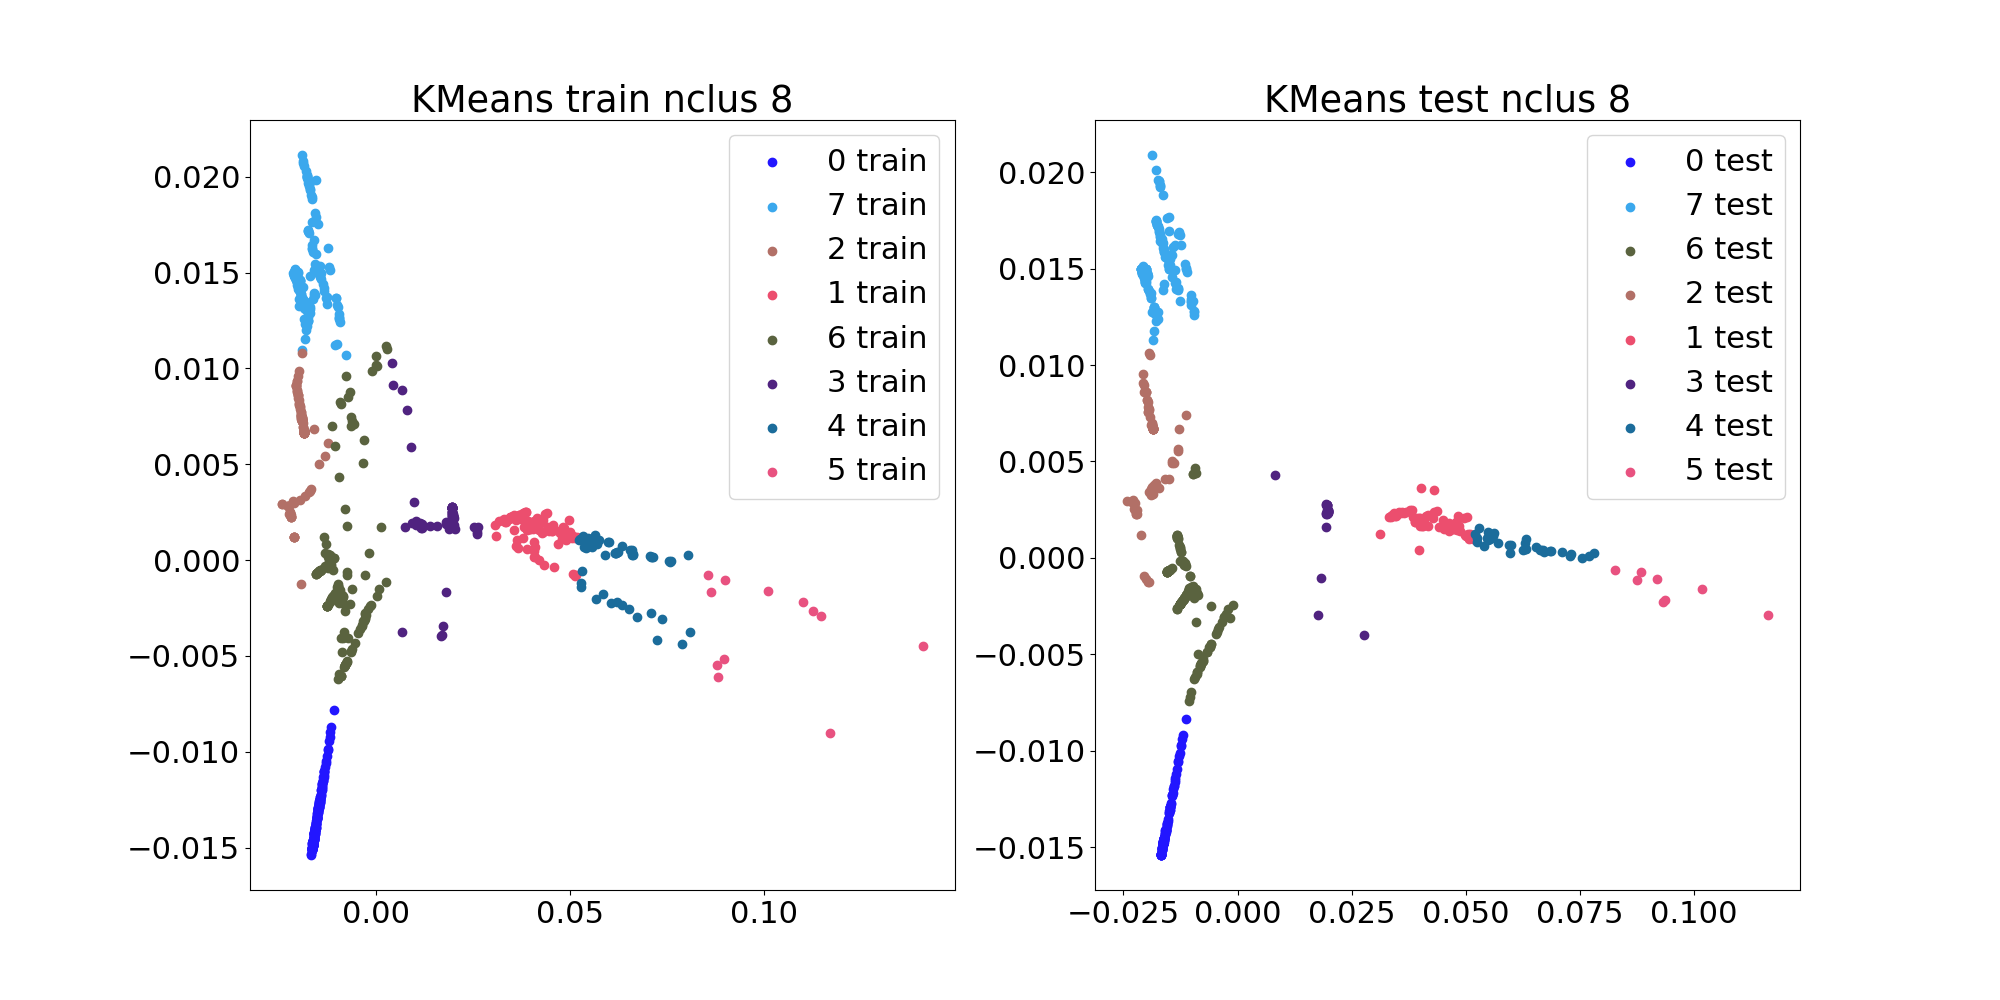 KMeans train nclus 8
0.020
0.015
0.010
0.005
0.000
−0.005
−0.010
−0.015
0.00 0.05 0.10
0 train
7 train
2 train
1 train
6 train
3 train
4 train
5 train
KMeans test nclus 8
0.020
0.015
0.010
0.005
0.000
−0.005
−0.010
−0.015
−0.025 0.000 0.025 0.050 0.075 0.100
0 test
7 test
6 test
2 test
1 test
3 test
4 test
5 test